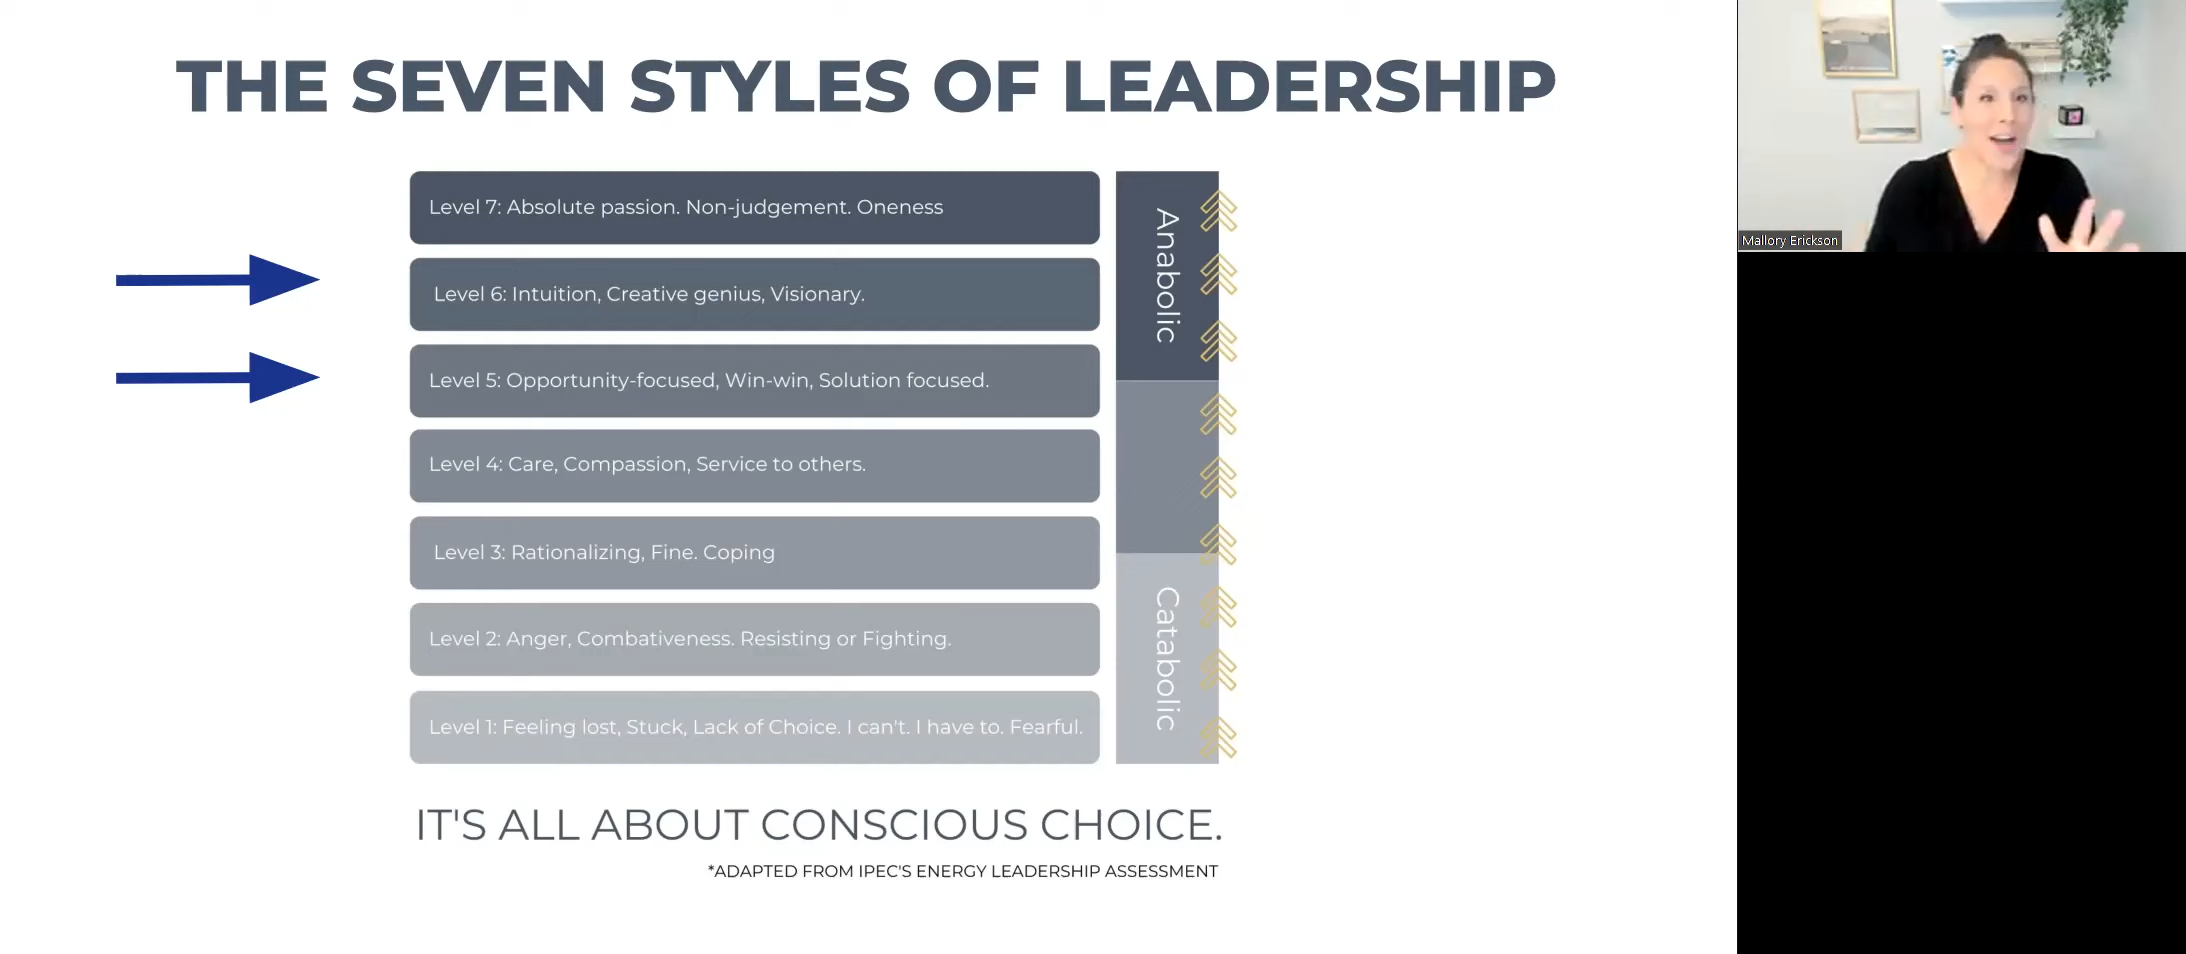 THE SEVEN STYLES OF LEADERSHIP
Level 7: Absolute passion. Non-judgement. Oneness
Level 6: Intuition, Creative genius, Visionary.
Level 5: Opportunity-focused, Win-win, Solution focused.
Level 4: Care, Compassion, Service to others.
Level 3: Rationalizing, Fine. Coping
Level 2: Anger, Combativeness. Resisting or Fighting.
Level 1: Feeling lost, Stuck, Lack of Choice. I can't. I have to. Fearful.
Anabolic
Catabolic
IT'S ALL ABOUT CONSCIOUS CHOICE.
*ADAPTED FROM IPEC'S ENERGY LEADERSHIP ASSESSMENT
Mallory Erickson